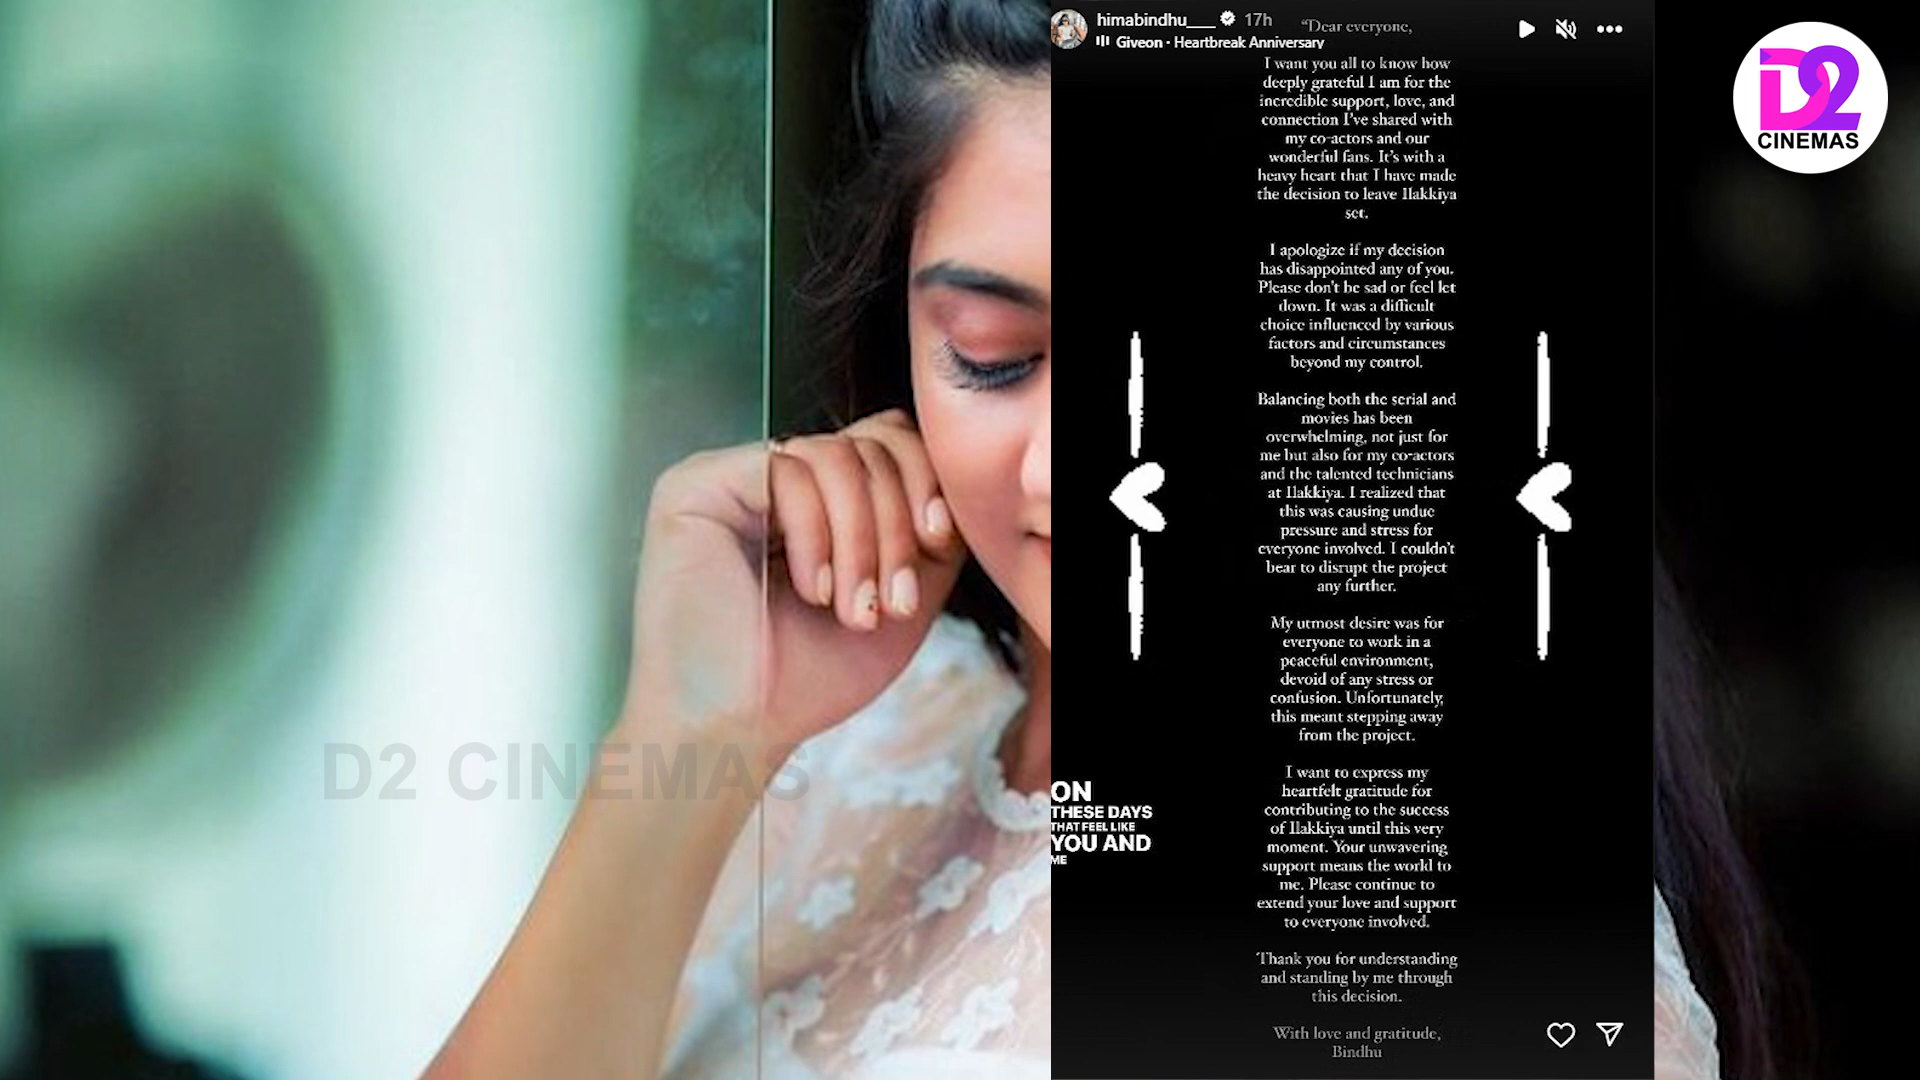 himabindhu___ 17h
Giveon · Heartbreak Anniversary
"Dear everyone,
I want you all to know how
deeply grateful I am for the
incredible support, love, and
connection I've shared with
my co-actors and our
wonderful fans. It's with a
heavy heart that I have made
the decision to leave Ilakkiya
set.
I apologize if my decision
has disappointed any of you.
Please don't be sad or feel let
down. It was a difficult
choice influenced by various
factors and circumstances
beyond my control.
Balancing both the serial and
movies has been
overwhelming, not just for
me but also for my co-actors
and the talented technicians
at Ilakkiya. I realized that
this was causing undue
pressure and stress for
everyone involved. I couldn't
bear to disrupt the project
any further.
My utmost desire was for
everyone to work in a
peaceful environment,
devoid of any stress or
confusion. Unfortunately,
this meant stepping away
from the project.
I want to express my
heartfelt gratitude for
contributing to the success
of Ilakkiya until this very
moment. Your unwavering
support means the world to
me. Please continue to
extend your love and support
to everyone involved.
Thank you for understanding
and standing by me through
this decision.
With love and gratitude,
Bindhu
ON
THESE DAYS
THAT FEEL LIKE
YOU AND
ME
D2
CINEMAS
D2 CINEMAS